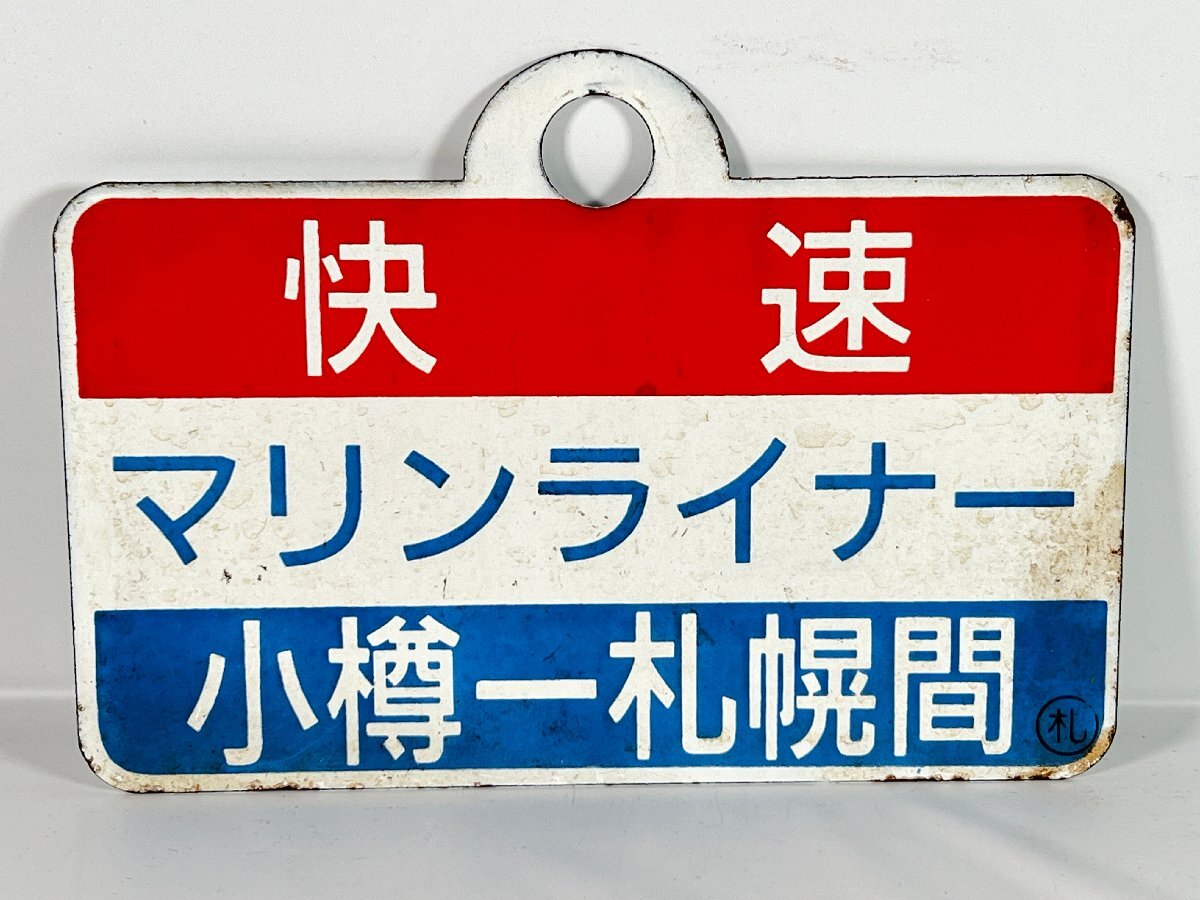 快速
マリンライナー
小樽ー札幌間
札